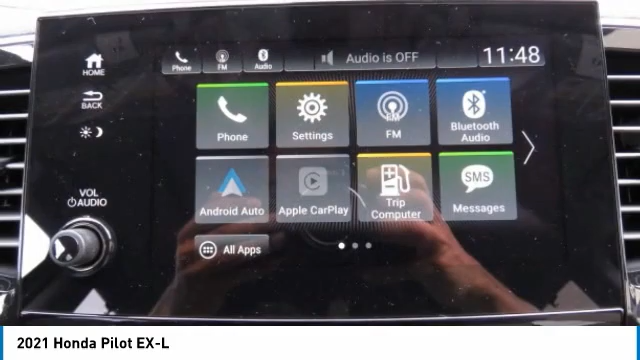 HOME
BACK
VOL
AUDIO
Phone
FM
Audio
Audio is OFF
11:48
Phone
Settings
FM
Bluetooth
Audio
Android Auto
Apple CarPlay
Trip
Computer
SMS
Messages
All Apps
2021 Honda Pilot EX-L